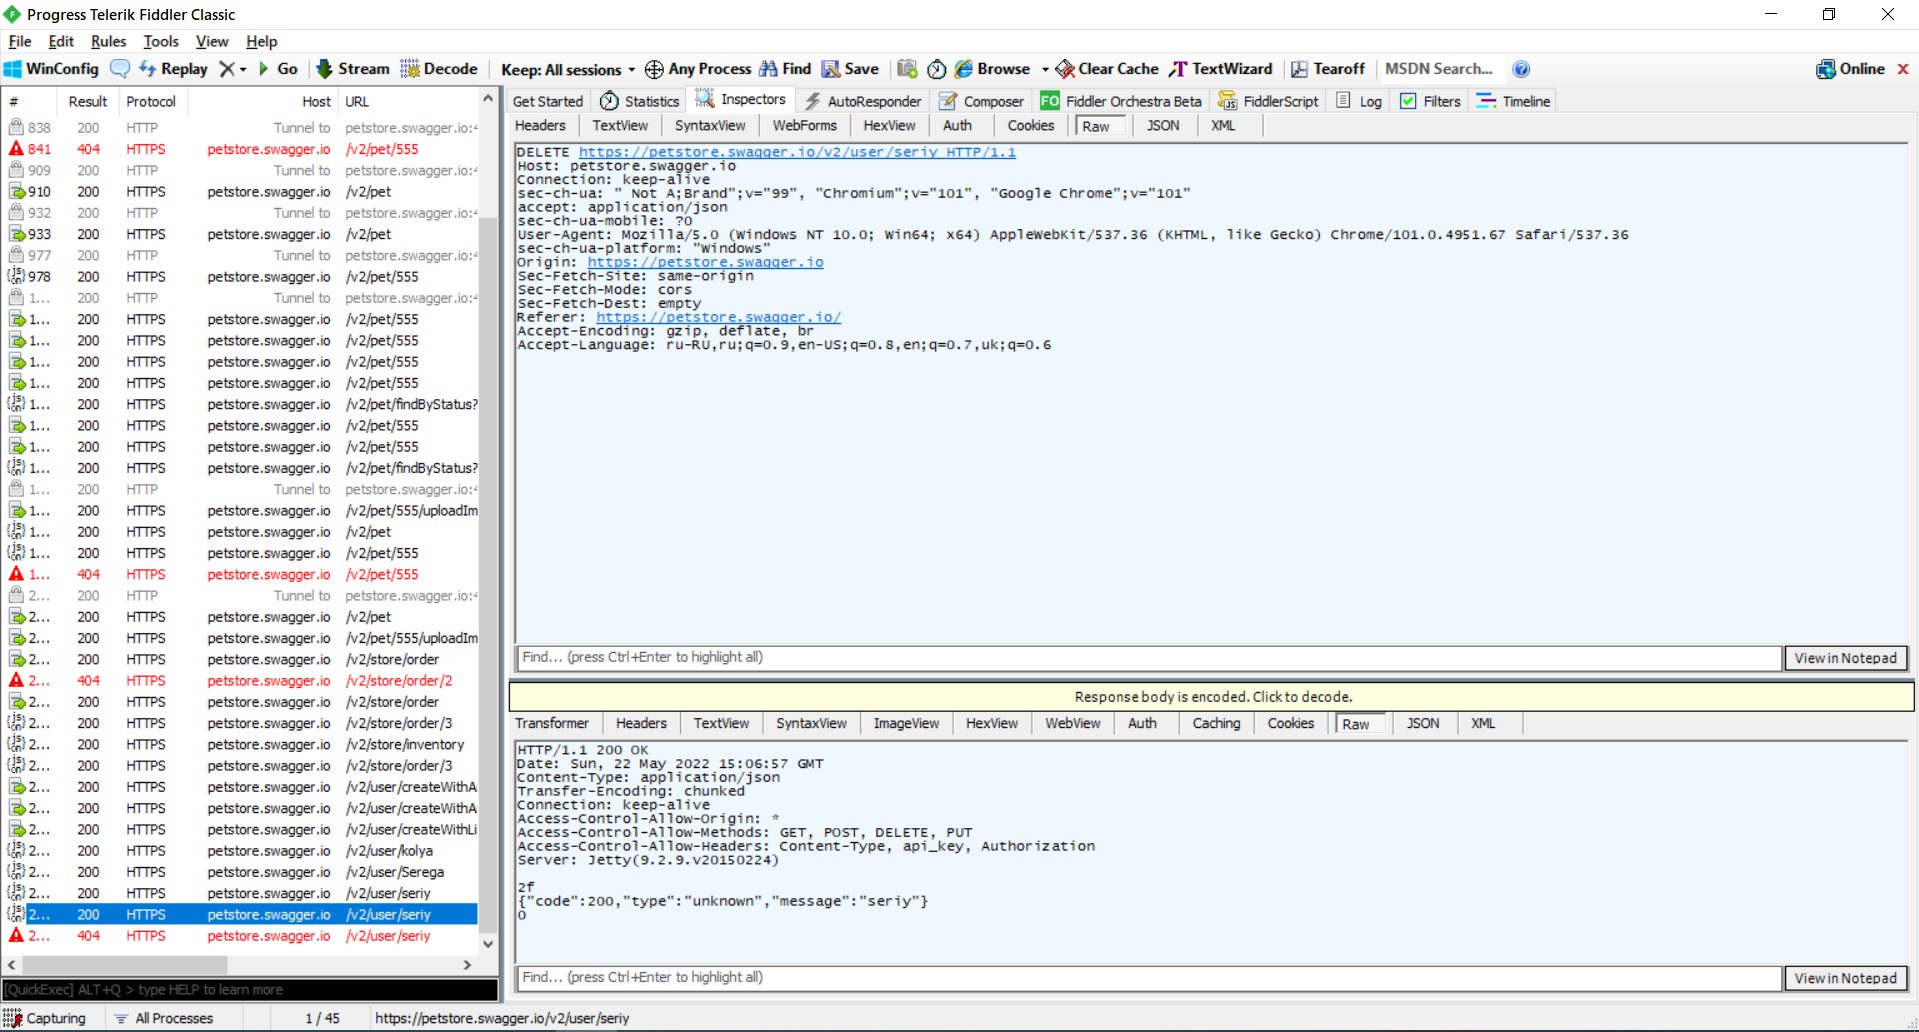 Progress Telerik Fiddler Classic
File Edit Rules Tools View Help
WinConfig Replay Go Stream Decode Keep: All sessions Any Process Find Save Browse Clear Cache TextWizard Tearoff MSDN Search... Online
# Result Protocol Host URL
838 200 HTTP Tunnel to petstore.swagger.io:4
841 404 HTTPS petstore.swagger.io /v2/pet/555
909 200 HTTP Tunnel to petstore.swagger.io:4
910 200 HTTPS petstore.swagger.io /v2/pet
932 200 HTTP Tunnel to petstore.swagger.io:4
933 200 HTTPS petstore.swagger.io /v2/pet
977 200 HTTP Tunnel to petstore.swagger.io:4
978 200 HTTPS petstore.swagger.io /v2/pet/555
1... 200 HTTP Tunnel to petstore.swagger.io:4
1... 200 HTTPS petstore.swagger.io /v2/pet/555
1... 200 HTTPS petstore.swagger.io /v2/pet/555
1... 200 HTTPS petstore.swagger.io /v2/pet/555
1... 200 HTTPS petstore.swagger.io /v2/pet/555
1... 200 HTTPS petstore.swagger.io /v2/pet/findByStatus?
1... 200 HTTPS petstore.swagger.io /v2/pet/555
1... 200 HTTPS petstore.swagger.io /v2/pet/555
1... 200 HTTPS petstore.swagger.io /v2/pet/findByStatus?
1... 200 HTTP Tunnel to petstore.swagger.io:4
1... 200 HTTPS petstore.swagger.io /v2/pet/555/uploadIm
1... 200 HTTPS petstore.swagger.io /v2/pet
1... 200 HTTPS petstore.swagger.io /v2/pet/555
1... 404 HTTPS petstore.swagger.io /v2/pet/555
2... 200 HTTP Tunnel to petstore.swagger.io:4
2... 200 HTTPS petstore.swagger.io /v2/pet
2... 200 HTTPS petstore.swagger.io /v2/pet/555/uploadIm
2... 200 HTTPS petstore.swagger.io /v2/store/order
2... 404 HTTPS petstore.swagger.io /v2/store/order/2
2... 200 HTTPS petstore.swagger.io /v2/store/order
2... 200 HTTPS petstore.swagger.io /v2/store/order/3
2... 200 HTTPS petstore.swagger.io /v2/store/inventory
2... 200 HTTPS petstore.swagger.io /v2/store/order/3
2... 200 HTTPS petstore.swagger.io /v2/user/createWithA
2... 200 HTTPS petstore.swagger.io /v2/user/createWithA
2... 200 HTTPS petstore.swagger.io /v2/user/createWithLi
2... 200 HTTPS petstore.swagger.io /v2/user/kolya
2... 200 HTTPS petstore.swagger.io /v2/user/Serega
2... 200 HTTPS petstore.swagger.io /v2/user/seriy
2... 200 HTTPS petstore.swagger.io /v2/user/seriy
2... 404 HTTPS petstore.swagger.io /v2/user/seriy
[QuickExec] ALT+Q > type HELP to learn more
Get Started Statistics Inspectors AutoResponder Composer FO Fiddler Orchestra Beta FiddlerScript Log Filters Timeline
Headers TextView SyntaxView WebForms HexView Auth Cookies Raw JSON XML
DELETE https://petstore.swagger.io/v2/user/seriy HTTP/1.1
Host: petstore.swagger.io
Connection: keep-alive
sec-ch-ua: " Not A;Brand";v="99", "Chromium";v="101", "Google Chrome";v="101"
accept: application/json
sec-ch-ua-mobile: ?0
User-Agent: Mozilla/5.0 (Windows NT 10.0; Win64; x64) AppleWebKit/537.36 (KHTML, like Gecko) Chrome/101.0.4951.67 Safari/537.36
sec-ch-ua-platform: "Windows"
Origin: https://petstore.swagger.io
Sec-Fetch-Site: same-origin
Sec-Fetch-Mode: cors
Sec-Fetch-Dest: empty
Referer: https://petstore.swagger.io/
Accept-Encoding: gzip, deflate, br
Accept-Language: ru-RU,ru;q=0.9,en-US;q=0.8,en;q=0.7,uk;q=0.6
Find... (press Ctrl+Enter to highlight all) View in Notepad
Response body is encoded. Click to decode.
Transformer Headers TextView SyntaxView ImageView HexView WebView Auth Caching Cookies Raw JSON XML
HTTP/1.1 200 OK
Date: Sun, 22 May 2022 15:06:57 GMT
Content-Type: application/json
Transfer-Encoding: chunked
Connection: keep-alive
Access-Control-Allow-Origin: *
Access-Control-Allow-Methods: GET, POST, DELETE, PUT
Access-Control-Allow-Headers: Content-Type, api_key, Authorization
Server: Jetty(9.2.9.v20150224)
2f
{"code":200,"type":"unknown","message":"seriy"}
0
Find... (press Ctrl+Enter to highlight all) View in Notepad
Capturing All Processes 1 / 45 https://petstore.swagger.io/v2/user/seriy